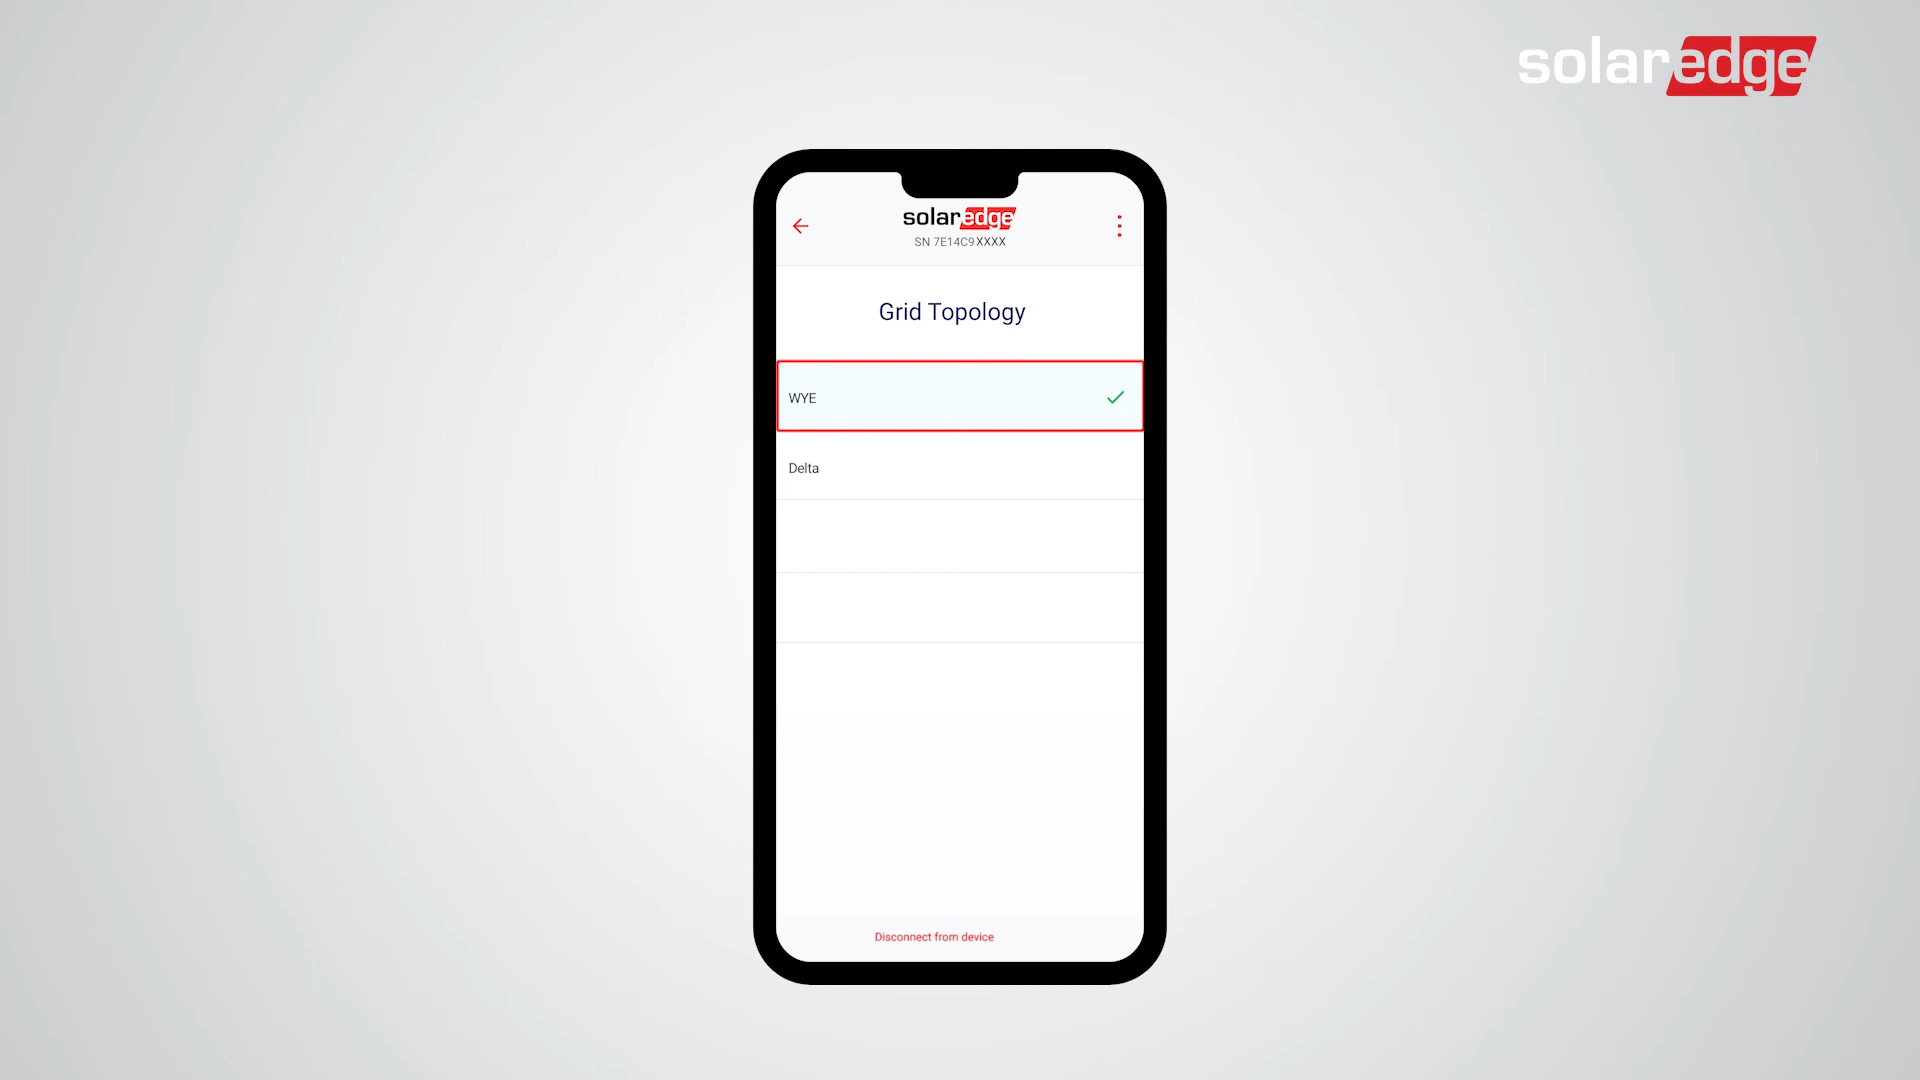 solaredge
solaredge
SN 7E14C9XXXX
Grid Topology
WYE
Delta
Disconnect from device